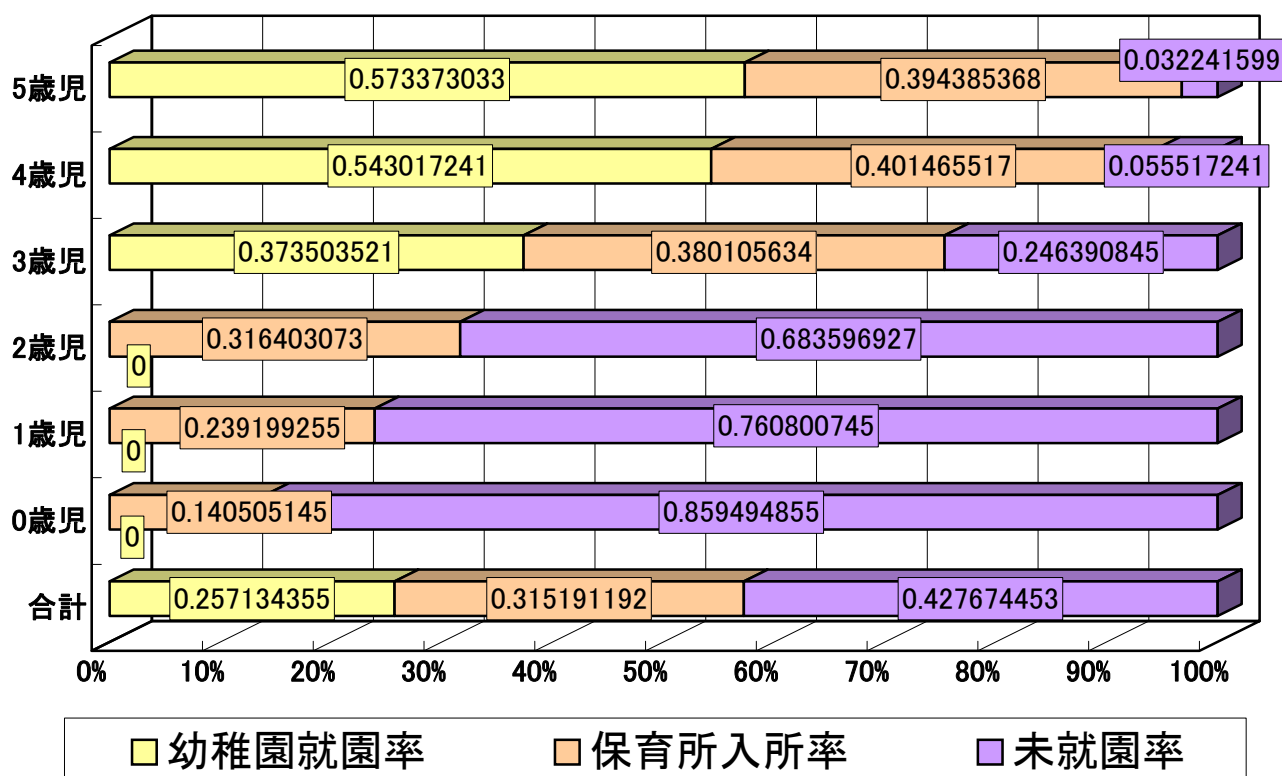 5歳児 0.573373033 0.394385368 0.032241599
4歳児 0.543017241 0.401465517 0.055517241
3歳児 0.373503521 0.380105634 0.246390845
2歳児 0 0.316403073 0.683596927
1歳児 0 0.239199255 0.760800745
0歳児 0 0.140505145 0.859494855
合計 0.257134355 0.315191192 0.427674453
0% 10% 20% 30% 40% 50% 60% 70% 80% 90% 100%
幼稚園就園率 保育所入所率 未就園率